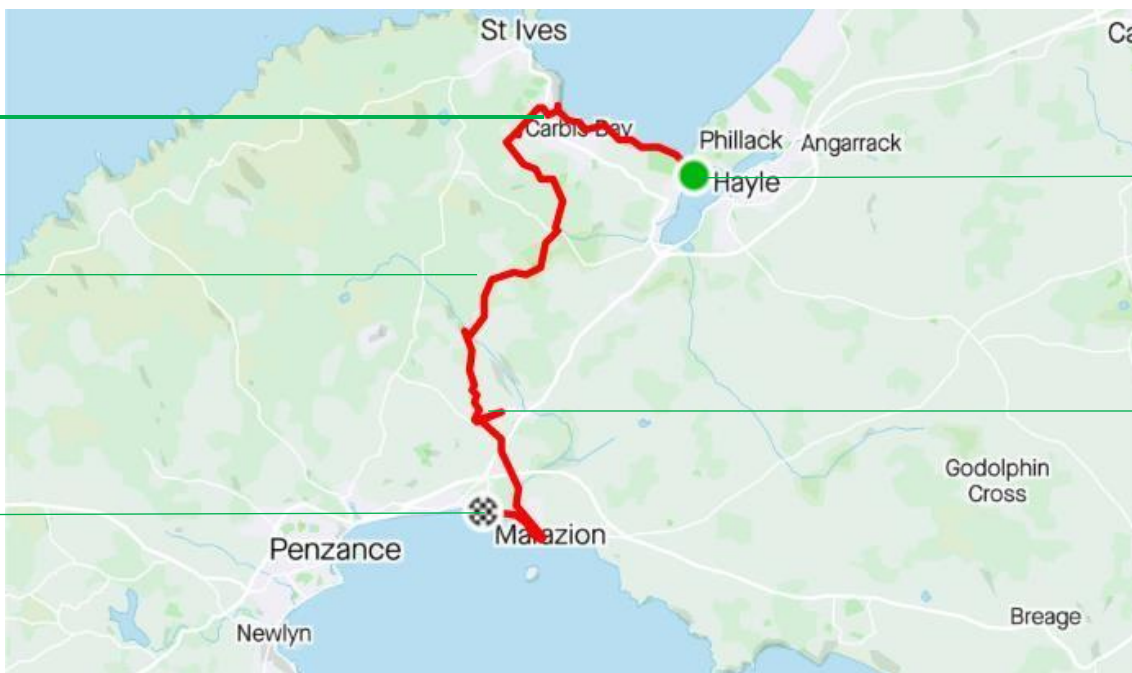 St Ives
Ca
Carbis Bay
Phillack
Angarrack
Hayle
Godolphin
Cross
Marazion
Penzance
Breage
Newlyn